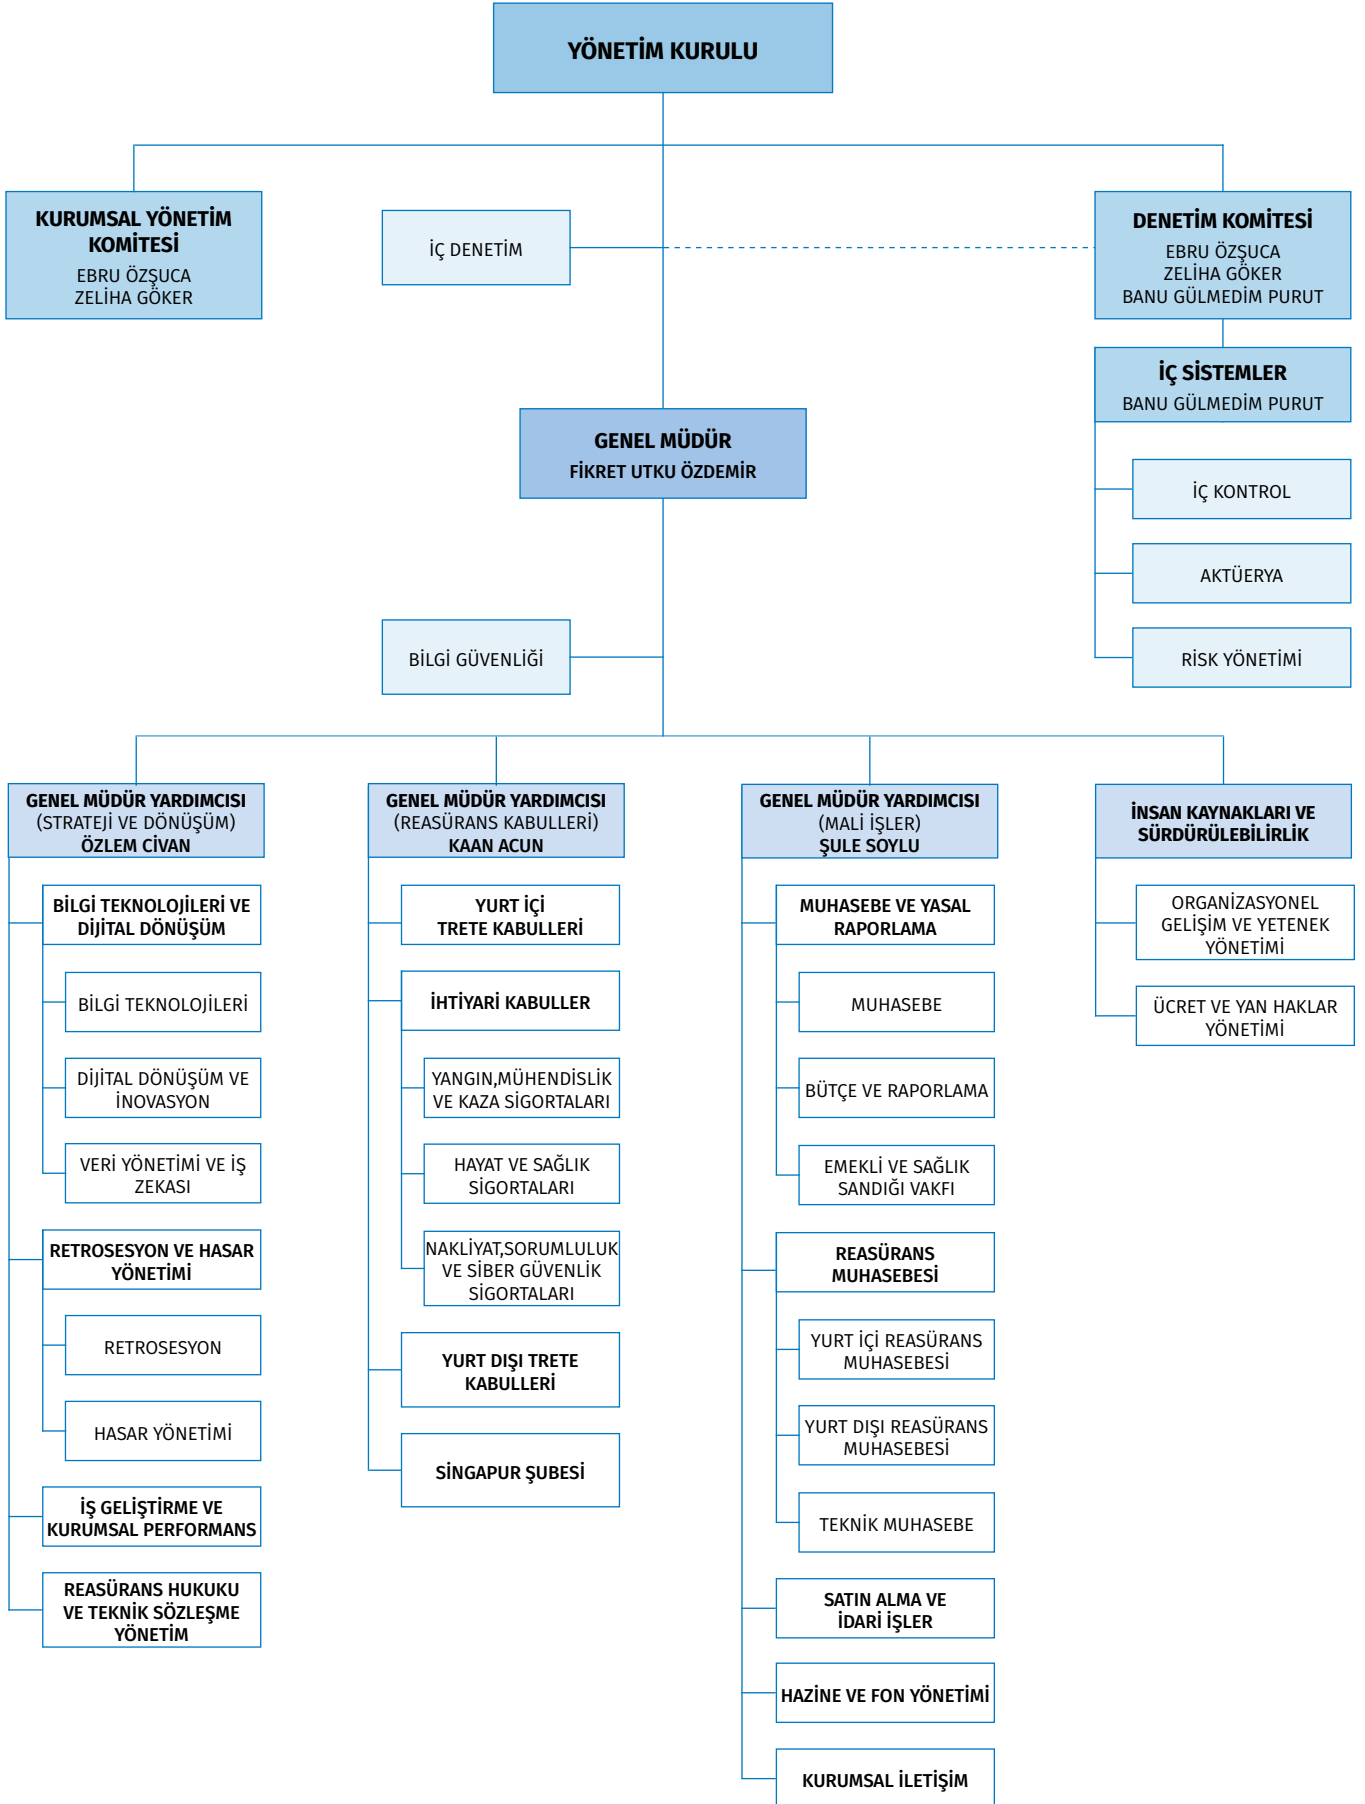 YÖNETİM KURULU
KURUMSAL YÖNETİM
KOMİTESİ
EBRU ÖZŞUCA
ZELİHA GÖKER
İÇ DENETİM
DENETİM KOMİTESİ
EBRU ÖZŞUCA
ZELİHA GÖKER
BANU GÜLMEDİM PURUT
İÇ SİSTEMLER
BANU GÜLMEDİM PURUT
İÇ KONTROL
AKTÜERYA
RİSK YÖNETİMİ
GENEL MÜDÜR
FİKRET UTKU ÖZDEMİR
BİLGİ GÜVENLİĞİ
GENEL MÜDÜR YARDIMCISI
(STRATEJİ VE DÖNÜŞÜM)
ÖZLEM CİVAN
BİLGİ TEKNOLOJİLERİ VE
DİJİTAL DÖNÜŞÜM
BİLGİ TEKNOLOJİLERİ
DİJİTAL DÖNÜŞÜM VE
İNOVASYON
VERİ YÖNETİMİ VE İŞ
ZEKASI
RETROSESYON VE HASAR
YÖNETİMİ
RETROSESYON
HASAR YÖNETİMİ
İŞ GELİŞTİRME VE
KURUMSAL PERFORMANS
REASÜRANS HUKUKU
VE TEKNİK SÖZLEŞME
YÖNETİM
GENEL MÜDÜR YARDIMCISI
(REASÜRANS KABULLERİ)
KAAN ACUN
YURT İÇİ
TRETE KABULLERİ
İHTİYARİ KABULLER
YANGIN,MÜHENDİSLİK
VE KAZA SİGORTALARI
HAYAT VE SAĞLIK
SİGORTALARI
NAKLİYAT,SORUMLULUK
VE SİBER GÜVENLİK
SİGORTALARI
YURT DIŞI TRETE
KABULLERİ
SİNGAPUR ŞUBESİ
GENEL MÜDÜR YARDIMCISI
(MALİ İŞLER)
ŞULE SOYLU
MUHASEBE VE YASAL
RAPORLAMA
MUHASEBE
BÜTÇE VE RAPORLAMA
EMEKLİ VE SAĞLIK
SANDIĞI VAKFI
REASÜRANS
MUHASEBESİ
YURT İÇİ REASÜRANS
MUHASEBESİ
YURT DIŞI REASÜRANS
MUHASEBESİ
TEKNİK MUHASEBE
SATIN ALMA VE
İDARİ İŞLER
HAZİNE VE FON YÖNETİMİ
KURUMSAL İLETİŞİM
İNSAN KAYNAKLARI VE
SÜRDÜRÜLEBİLİRLİK
ORGANİZASYONEL
GELİŞİM VE YETENEK
YÖNETİMİ
ÜCRET VE YAN HAKLAR
YÖNETİMİ